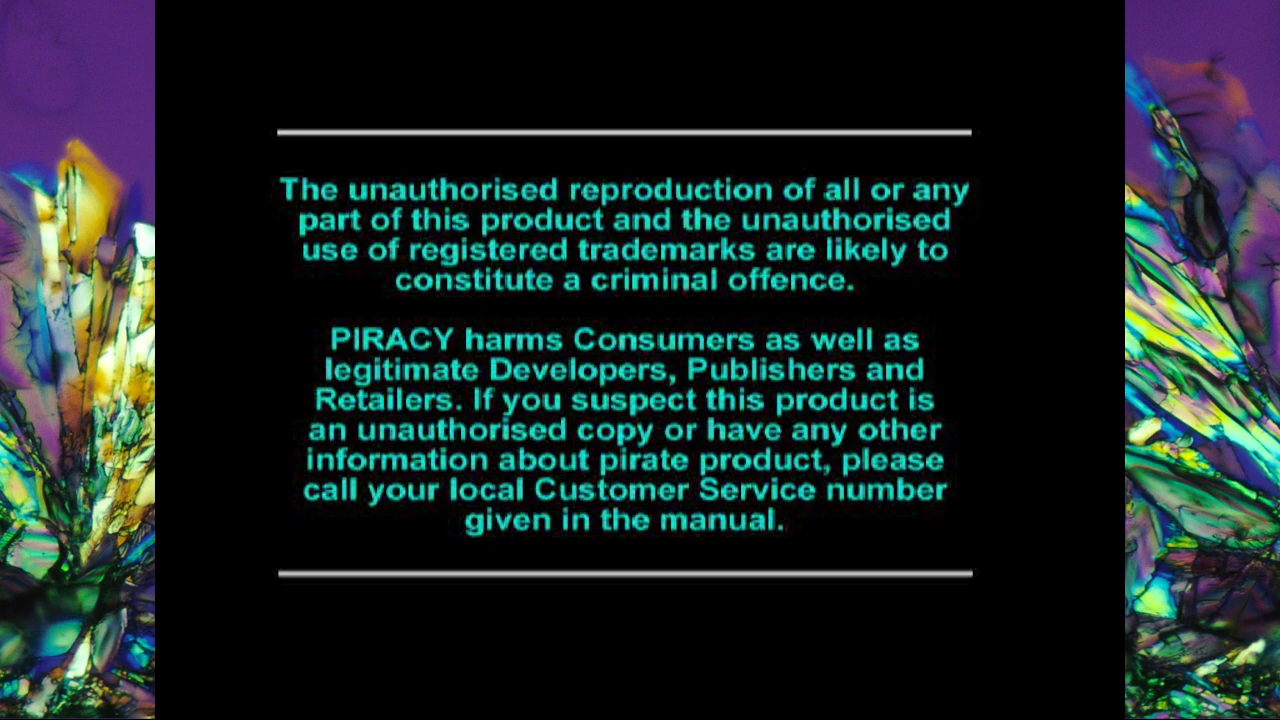 The unauthorised reproduction of all or any
part of this product and the unauthorised
use of registered trademarks are likely to
constitute a criminal offence.
PIRACY harms Consumers as well as
legitimate Developers, Publishers and
Retailers. If you suspect this product is
an unauthorised copy or have any other
information about pirate product, please
call your local Customer Service number
given in the manual.